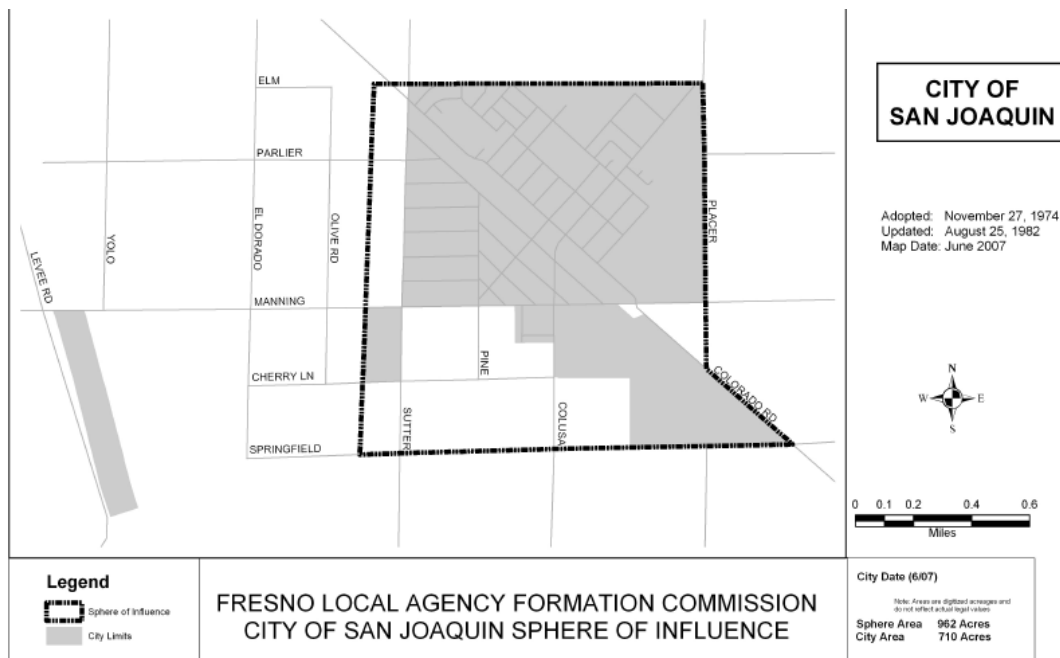 ELM
PARLIER
YOLO
EL DORADO
OLIVE RD
PLACER
LEVEE RD
MANNING
CHERRY LN
PINE
SUTTER
COLUSA
COLORADO RD
SPRINGFIELD
CITY OF
SAN JOAQUIN
Adopted: November 27, 1974
Updated: August 25, 1982
Map Date: June 2007
N
W E
S
0 0.1 0.2 0.4 0.6
Miles
Legend
Sphere of Influence
City Limits
FRESNO LOCAL AGENCY FORMATION COMMISSION
CITY OF SAN JOAQUIN SPHERE OF INFLUENCE
City Date (6/07)
Note: Areas are digitized acreages and
do not reflect actual legal values
Sphere Area 962 Acres
City Area 710 Acres